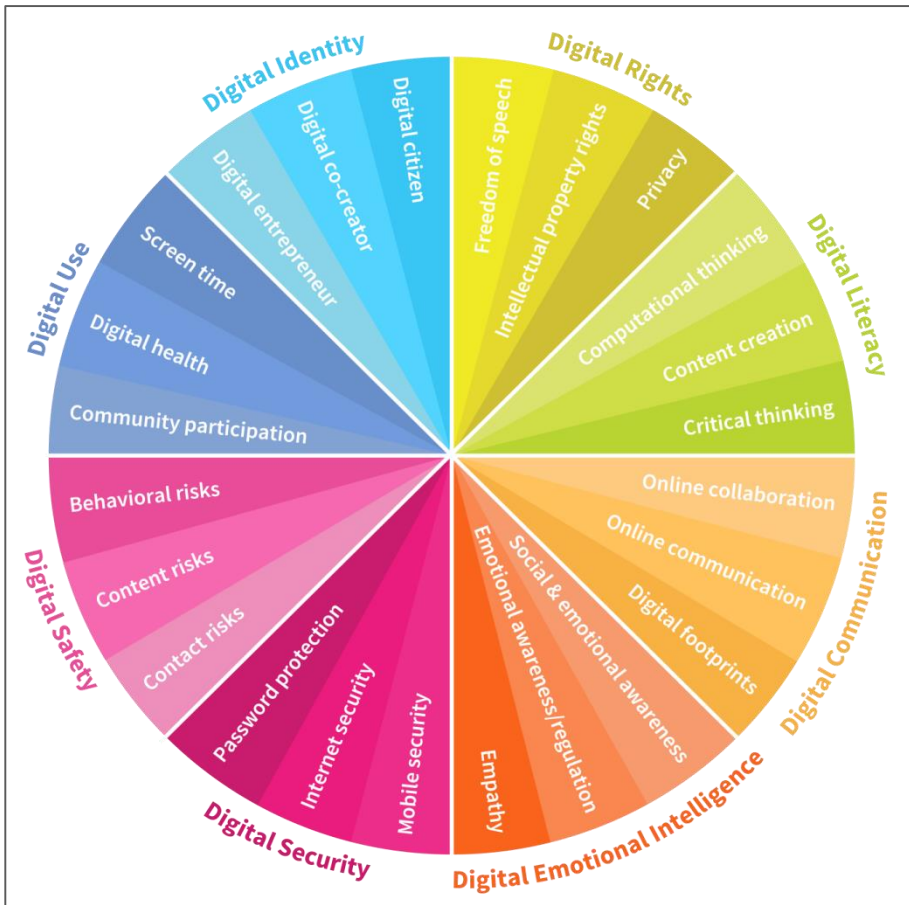 Digital Identity
Digital entrepreneur
Digital co-creator
Digital citizen
Digital Rights
Freedom of speech
Intellectual property rights
Privacy
Digital Literacy
Computational thinking
Content creation
Critical thinking
Digital Communication
Online collaboration
Online communication
Digital footprints
Digital Emotional Intelligence
Social & emotional awareness
Emotional awareness/regulation
Empathy
Digital Security
Mobile security
Internet security
Password protection
Digital Safety
Contact risks
Content risks
Behavioral risks
Digital Use
Community participation
Digital health
Screen time